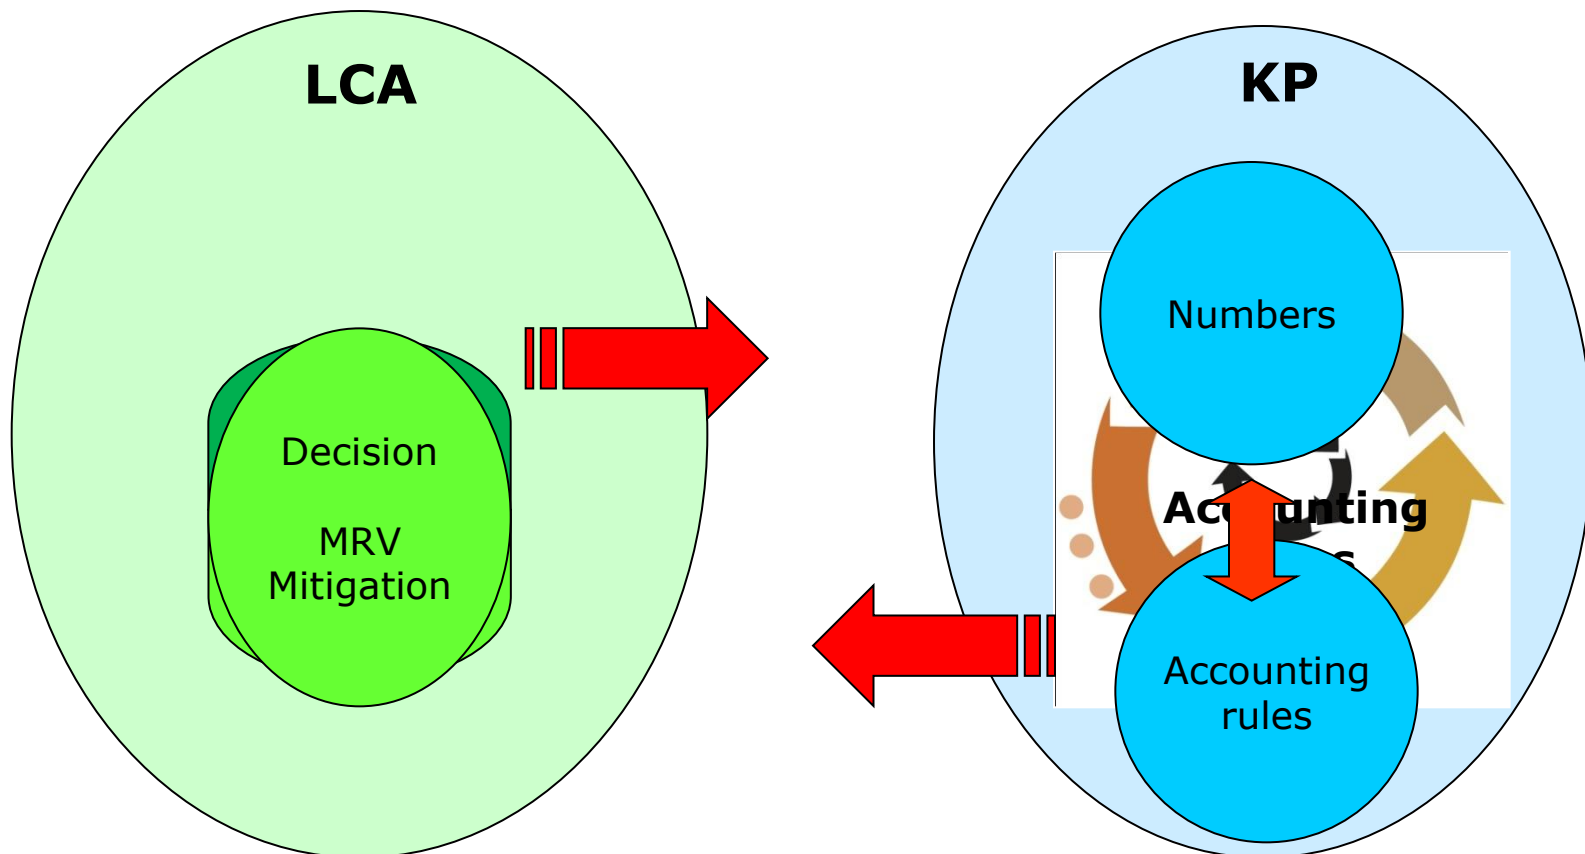 LCA
Decision
MRV
Mitigation
KP
Numbers
Accounting
rules